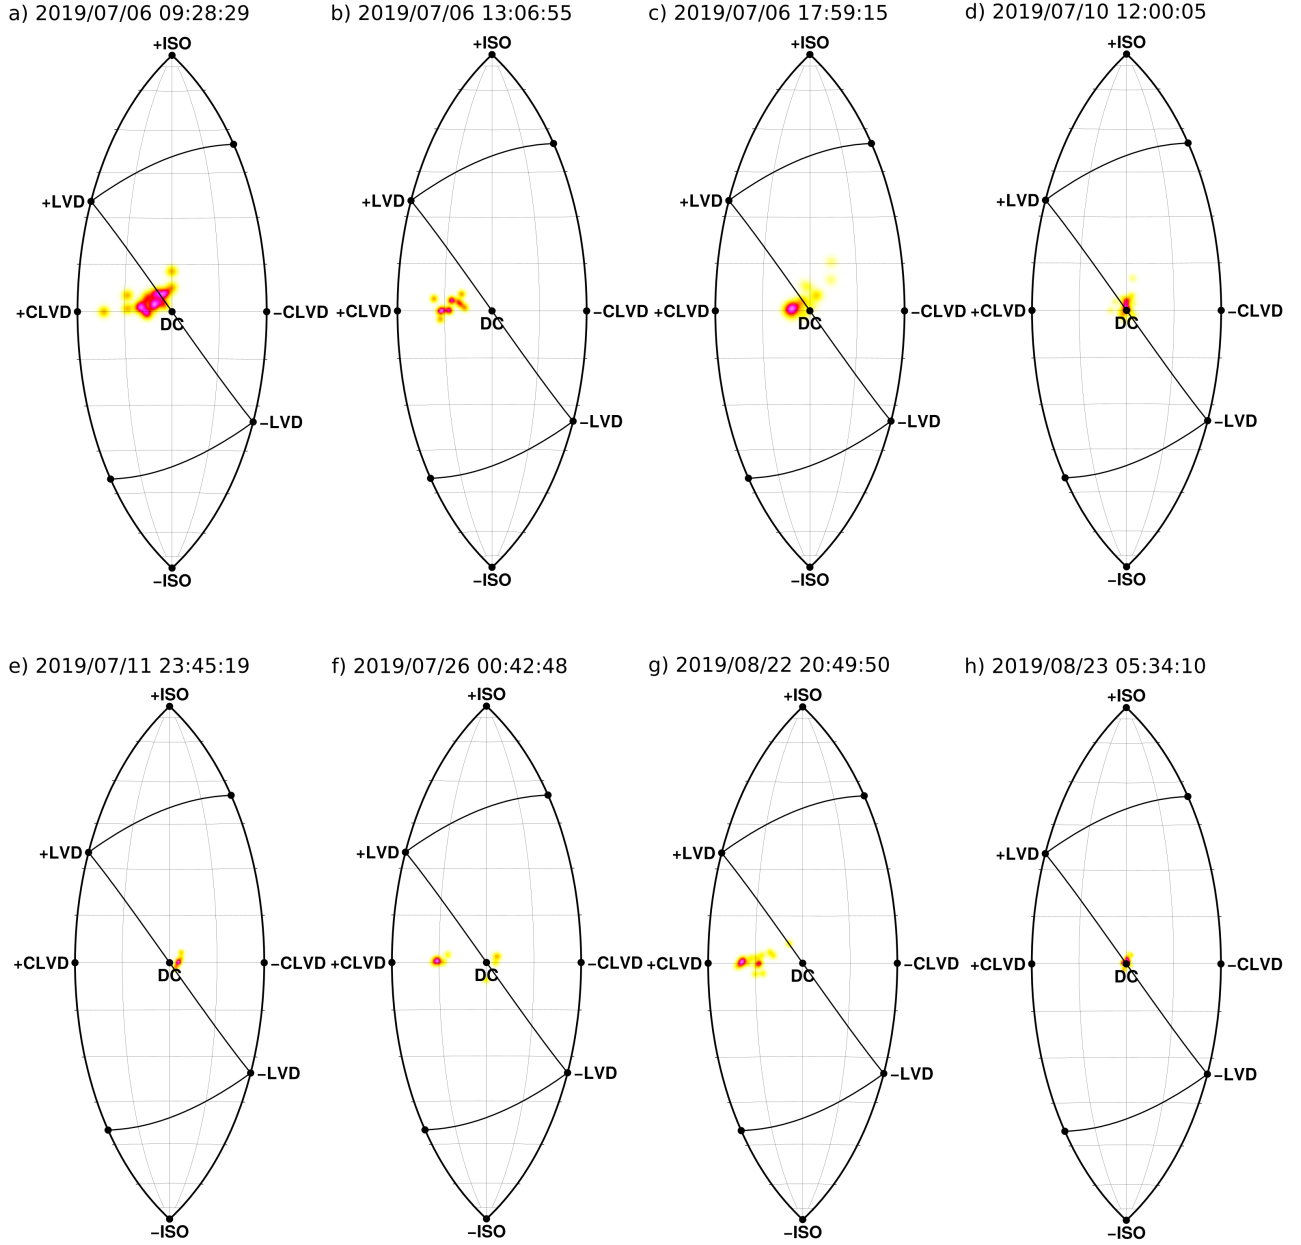 a) 2019/07/06 09:28:29
+ISO
+LVD
+CLVD
DC
−CLVD
−LVD
−ISO
b) 2019/07/06 13:06:55
+ISO
+LVD
+CLVD
DC
−CLVD
−LVD
−ISO
c) 2019/07/06 17:59:15
+ISO
+LVD
+CLVD
DC
−CLVD
−LVD
−ISO
d) 2019/07/10 12:00:05
+ISO
+LVD
+CLVD
DC
−CLVD
−LVD
−ISO
e) 2019/07/11 23:45:19
+ISO
+LVD
+CLVD
DC
−CLVD
−LVD
−ISO
f) 2019/07/26 00:42:48
+ISO
+LVD
+CLVD
DC
−CLVD
−LVD
−ISO
g) 2019/08/22 20:49:50
+ISO
+LVD
+CLVD
DC
−CLVD
−LVD
−ISO
h) 2019/08/23 05:34:10
+ISO
+LVD
+CLVD
DC
−CLVD
−LVD
−ISO